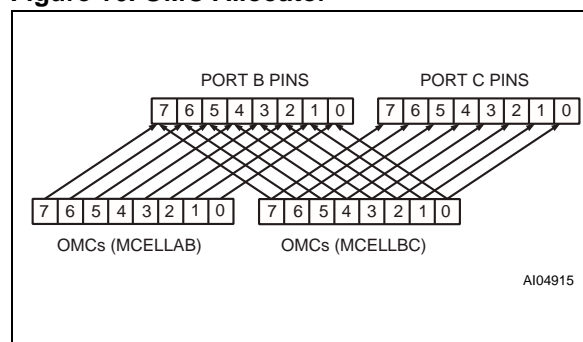 Figure 16. OMC Allocator
PORT B PINS PORT C PINS
7 6 5 4 3 2 1 0 7 6 5 4 3 2 1 0
7 6 5 4 3 2 1 0 7 6 5 4 3 2 1 0
OMCs (MCELLAB) OMCs (MCELLBC)
AI04915